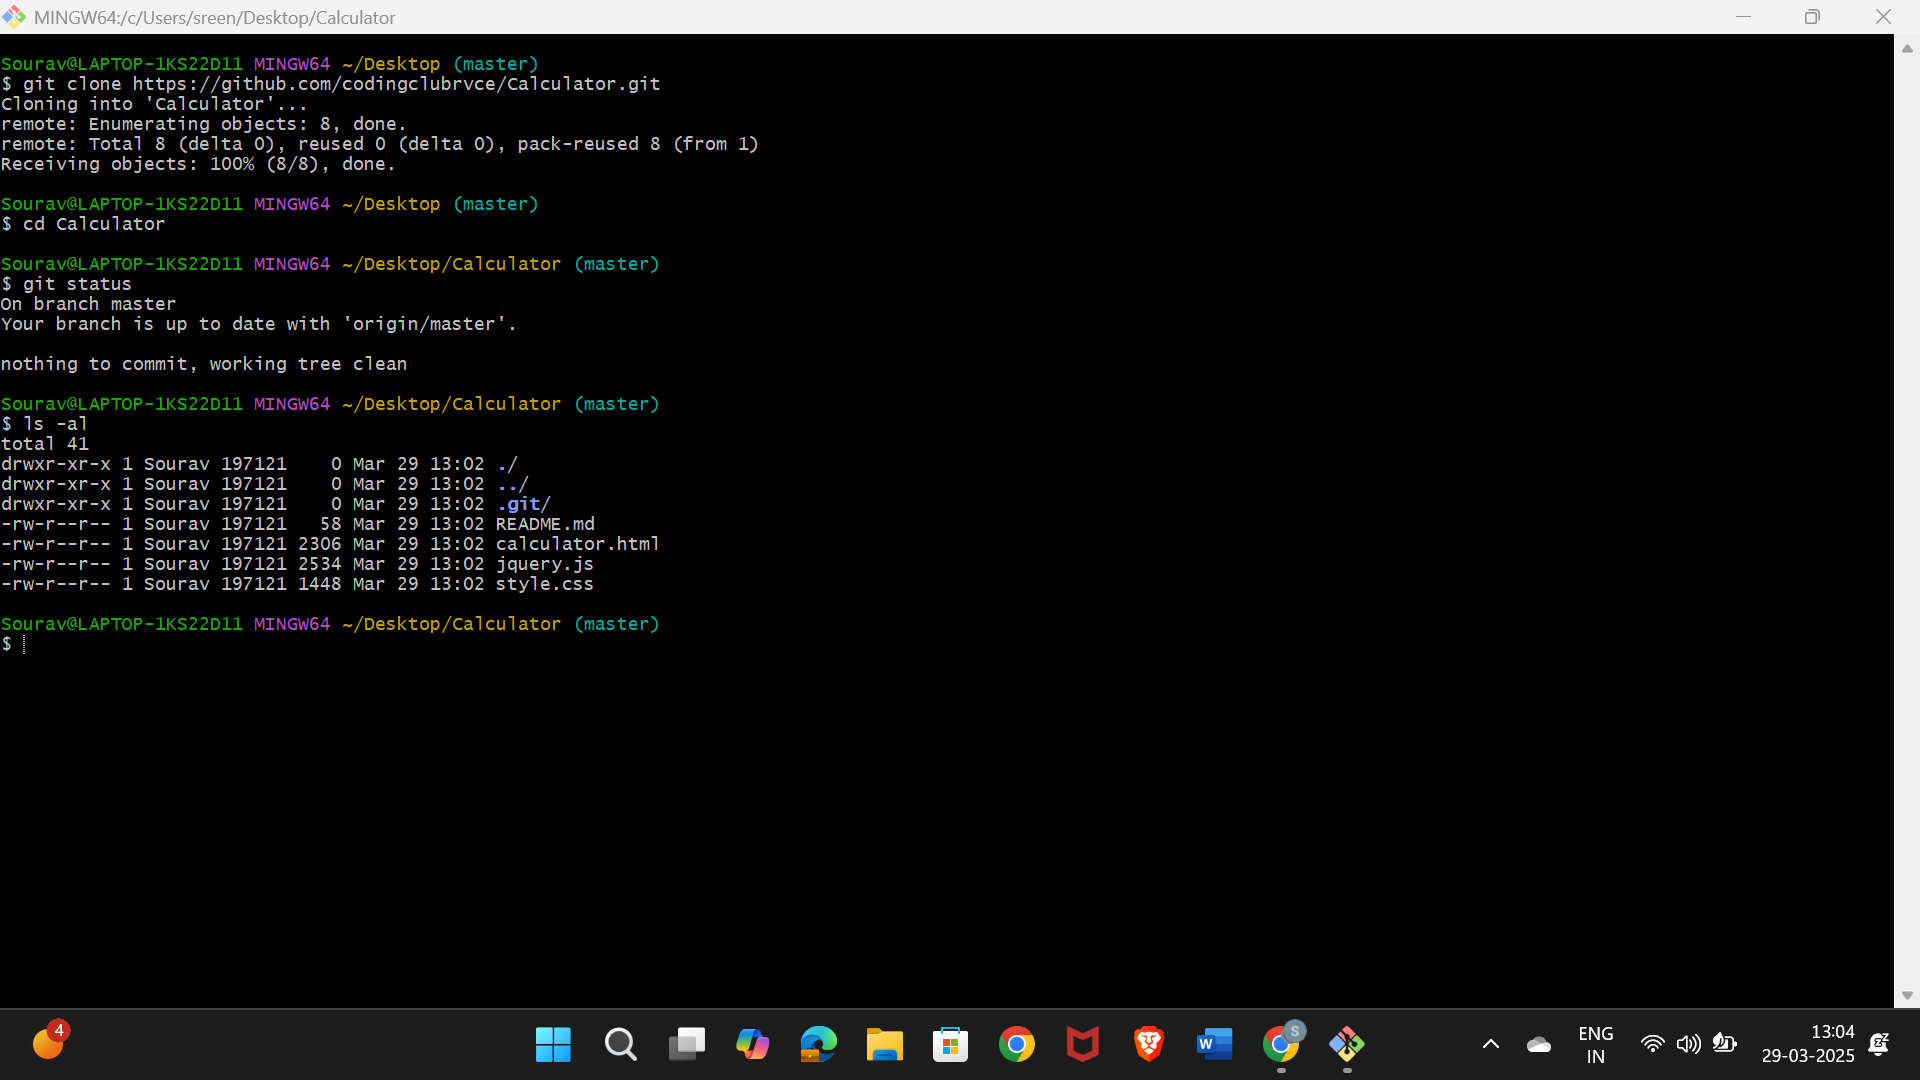 MINGW64:/c/Users/sreen/Desktop/Calculator
Sourav@LAPTOP-1KS22D11 MINGW64 ~/Desktop (master)
$ git clone https://github.com/codingclubrvce/Calculator.git
Cloning into 'Calculator'...
remote: Enumerating objects: 8, done.
remote: Total 8 (delta 0), reused 0 (delta 0), pack-reused 8 (from 1)
Receiving objects: 100% (8/8), done.
Sourav@LAPTOP-1KS22D11 MINGW64 ~/Desktop (master)
$ cd Calculator
Sourav@LAPTOP-1KS22D11 MINGW64 ~/Desktop/Calculator (master)
$ git status
On branch master
Your branch is up to date with 'origin/master'.
nothing to commit, working tree clean
Sourav@LAPTOP-1KS22D11 MINGW64 ~/Desktop/Calculator (master)
$ ls -al
total 41
drwxr-xr-x 1 Sourav 197121    0 Mar 29 13:02 ./
drwxr-xr-x 1 Sourav 197121    0 Mar 29 13:02 ../
drwxr-xr-x 1 Sourav 197121    0 Mar 29 13:02 .git/
-rw-r--r-- 1 Sourav 197121   58 Mar 29 13:02 README.md
-rw-r--r-- 1 Sourav 197121 2306 Mar 29 13:02 calculator.html
-rw-r--r-- 1 Sourav 197121 2534 Mar 29 13:02 jquery.js
-rw-r--r-- 1 Sourav 197121 1448 Mar 29 13:02 style.css
Sourav@LAPTOP-1KS22D11 MINGW64 ~/Desktop/Calculator (master)
$
4
W
S
ENG
IN
13:04
29-03-2025